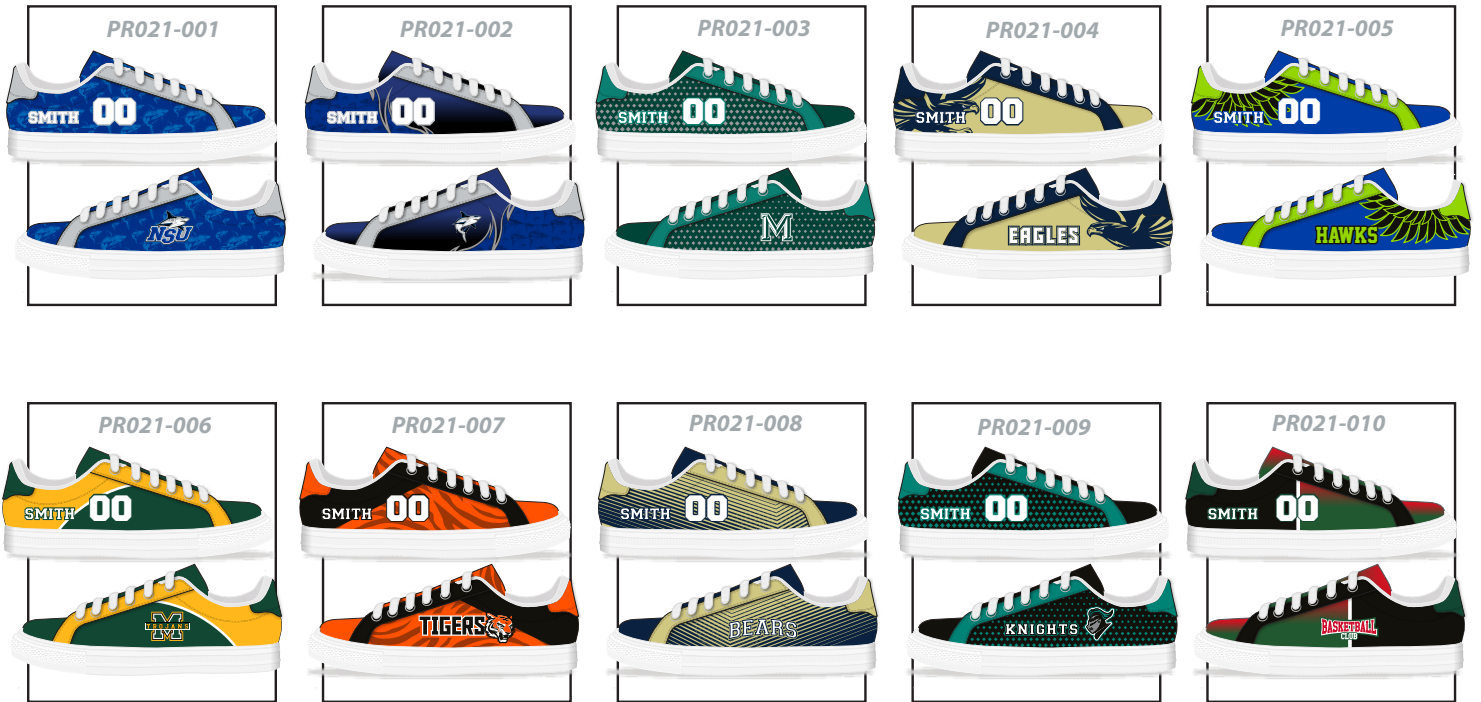 PR021-001
SMITH 00
NSU
PR021-002
SMITH 00
PR021-003
SMITH 00
M
PR021-004
SMITH 00
EAGLES
PR021-005
SMITH 00
HAWKS
PR021-006
SMITH 00
M
TROJANS
PR021-007
SMITH 00
TIGERS
PR021-008
SMITH 00
BEARS
PR021-009
SMITH 00
KNIGHTS
PR021-010
SMITH 00
BASKETBALL
CLUB